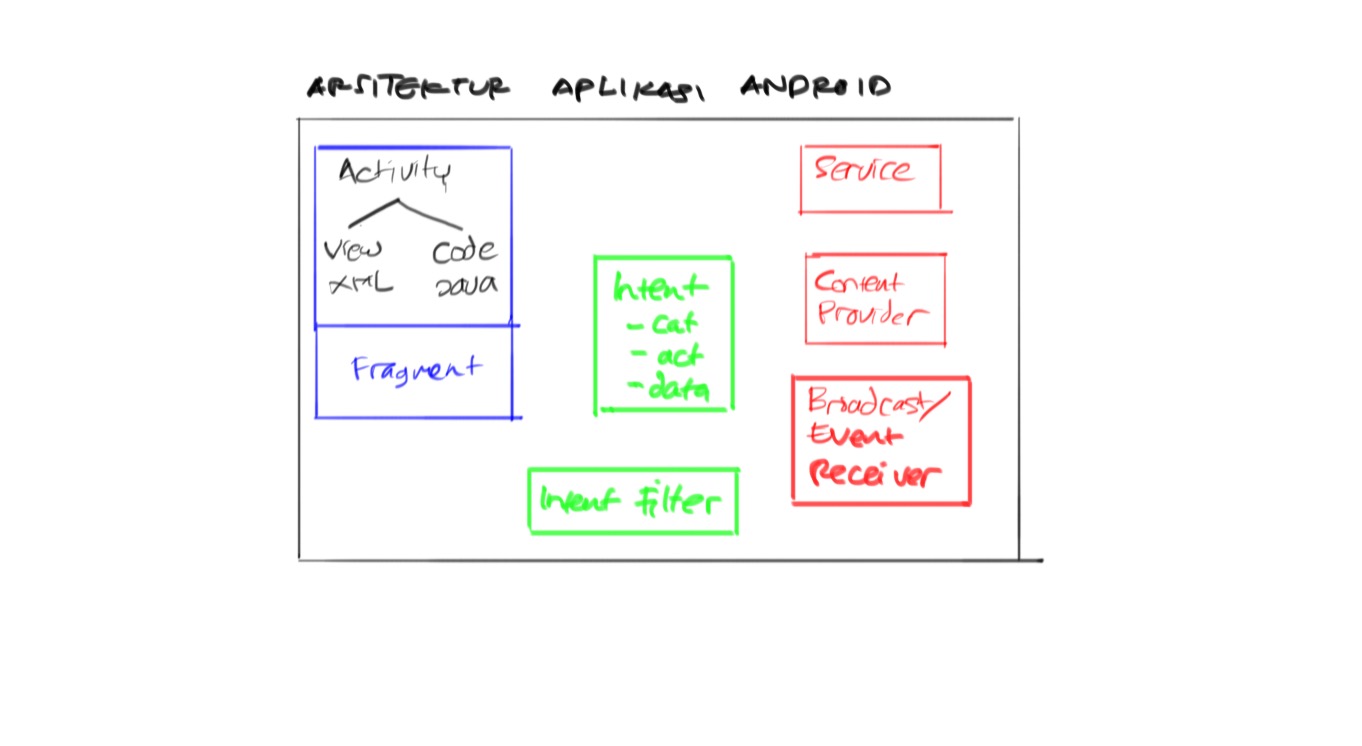 ARSITEKTUR APLIKASI ANDROID
Activity
View Code
XML Java
Fragment
Intent
- cat
- act
- data
Intent Filter
Service
Content
Provider
Broadcast/
Event
Receiver